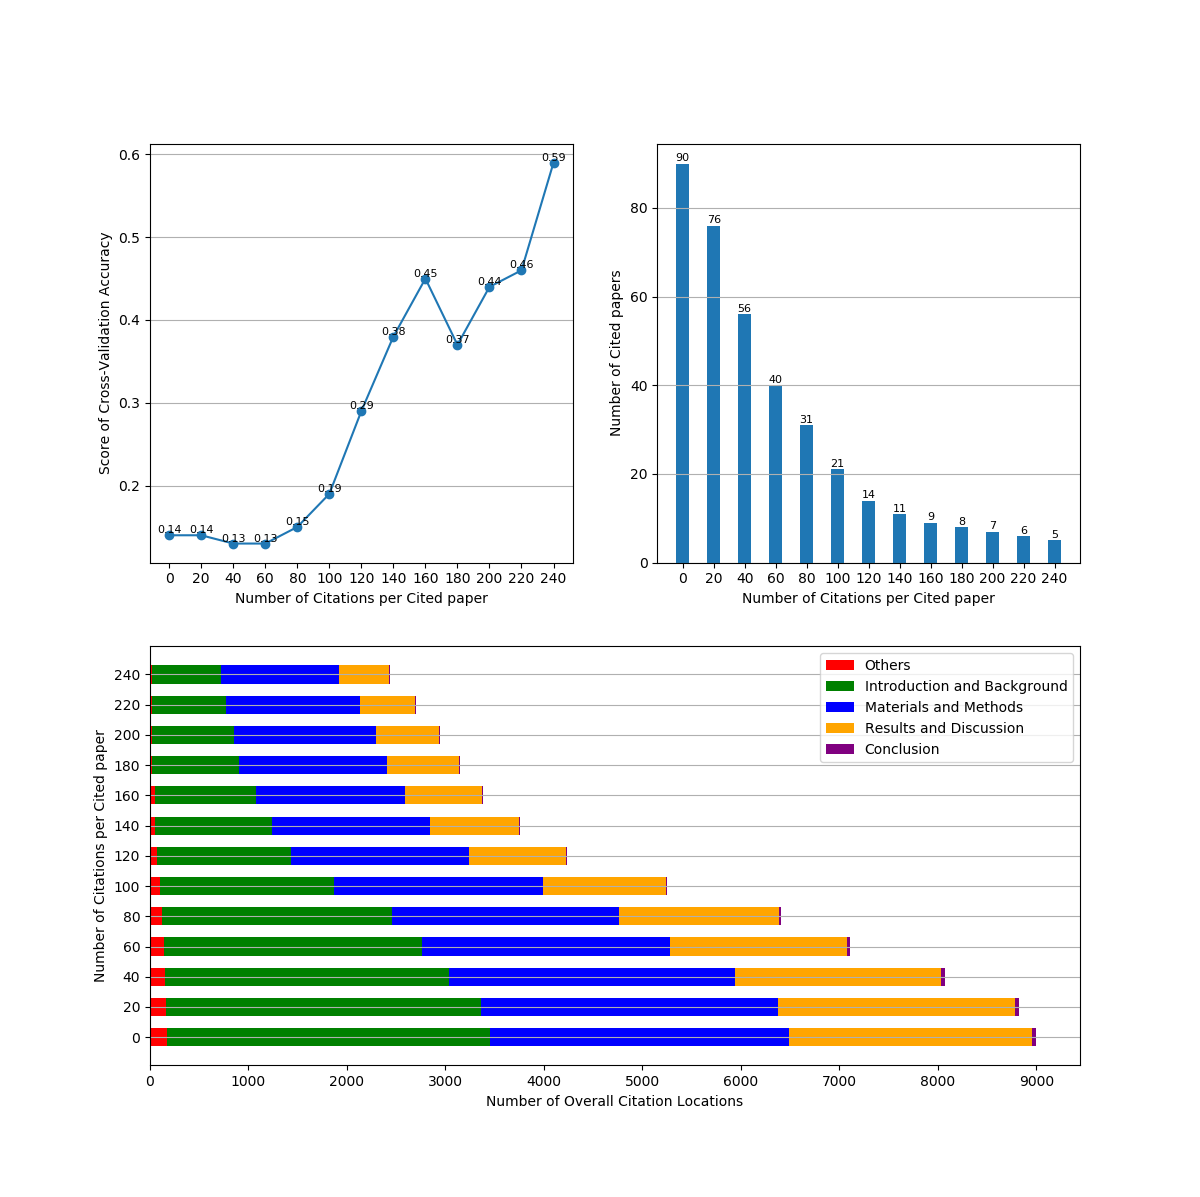 0.6
0.5
0.4
0.3
0.2
Score of Cross-Validation Accuracy
0.14 0.14 0.13 0.13 0.15 0.19 0.29 0.38 0.45 0.37 0.44 0.46 0.59
0 20 40 60 80 100 120 140 160 180 200 220 240
Number of Citations per Cited paper
80
60
40
20
0
Number of Cited papers
90 76 56 40 31 21 14 11 9 8 7 6 5
0 20 40 60 80 100 120 140 160 180 200 220 240
Number of Citations per Cited paper
240
220
200
180
160
140
120
100
80
60
40
20
0
Number of Citations per Cited paper
Others
Introduction and Background
Materials and Methods
Results and Discussion
Conclusion
0 1000 2000 3000 4000 5000 6000 7000 8000 9000
Number of Overall Citation Locations